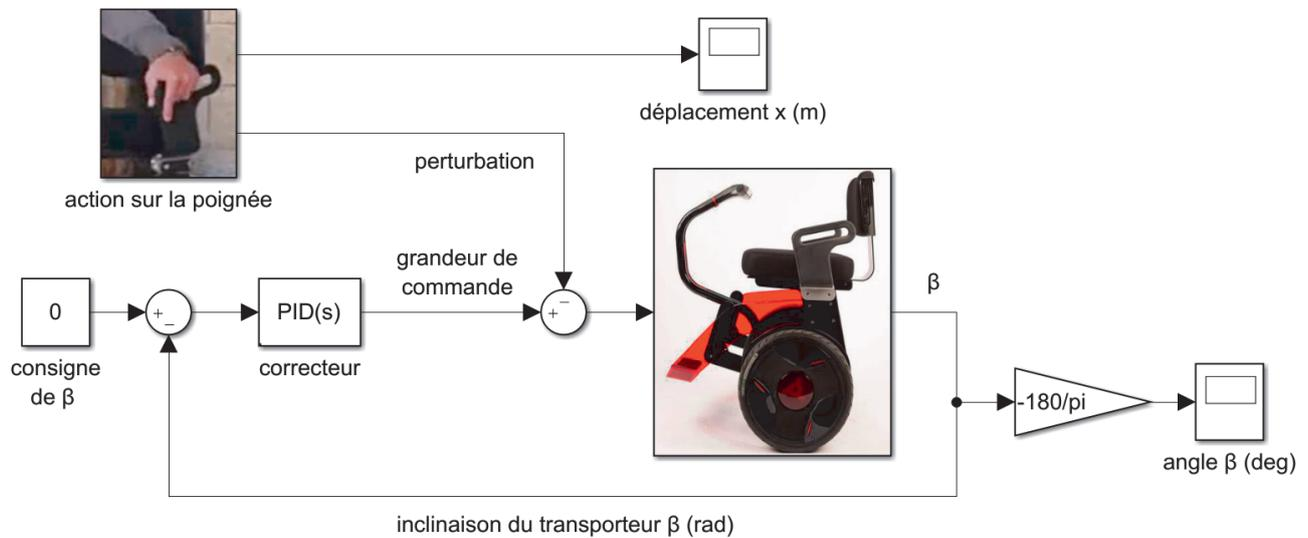 déplacement x (m)
perturbation
action sur la poignée
grandeur de
commande
β
0
+
−
PID(s)
+
−
consigne
de β
correcteur
-180/pi
angle β (deg)
inclinaison du transporteur β (rad)